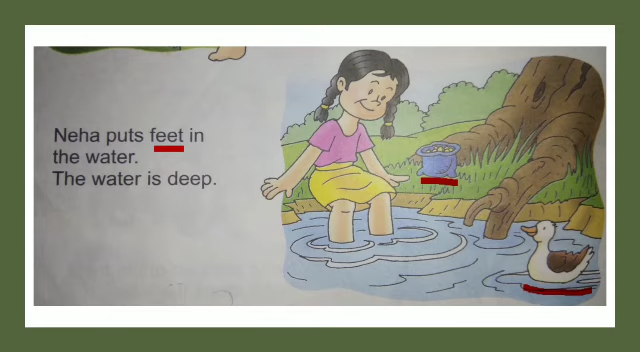 Neha puts feet in
the water.
The water is deep.